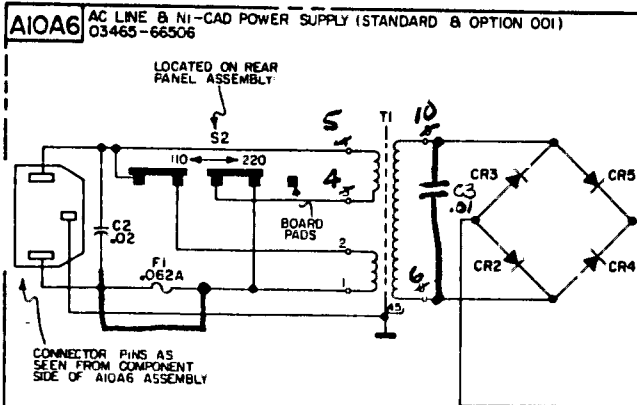 A10A6 AC LINE & NI-CAD POWER SUPPLY (STANDARD & OPTION 001)
03465-66506
LOCATED ON REAR
PANEL ASSEMBLY
S2
5
T1
10
110 220
4
CR3
CR5
C3
.01
C2
.02
BOARD
PADS
2
F1
.062A
1
6
CR2
CR4
CONNECTOR PINS AS
SEEN FROM COMPONENT
SIDE OF A10A6 ASSEMBLY